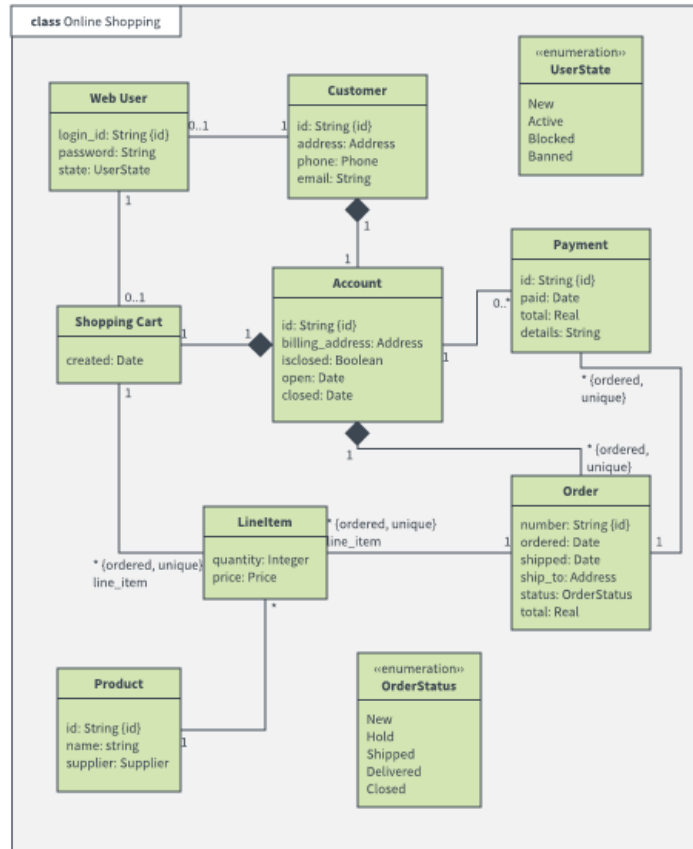 class Online Shopping
Web User
login_id: String {id}
password: String
state: UserState
0..1
1
Customer
id: String {id}
address: Address
phone: Phone
email: String
«enumeration»
UserState
New
Active
Blocked
Banned
1
0..1
1
1
Shopping Cart
created: Date
1
1
Account
id: String {id}
billing_address: Address
isclosed: Boolean
open: Date
closed: Date
1
0..*
Payment
id: String {id}
paid: Date
total: Real
details: String
* {ordered,
unique}
1
1
* {ordered,
unique}
Order
number: String {id}
ordered: Date
shipped: Date
ship_to: Address
status: OrderStatus
total: Real
1
1
LineItem
quantity: Integer
price: Price
* {ordered, unique}
line_item
* {ordered, unique}
line_item
*
Product
id: String {id}
name: string
supplier: Supplier
1
«enumeration»
OrderStatus
New
Hold
Shipped
Delivered
Closed